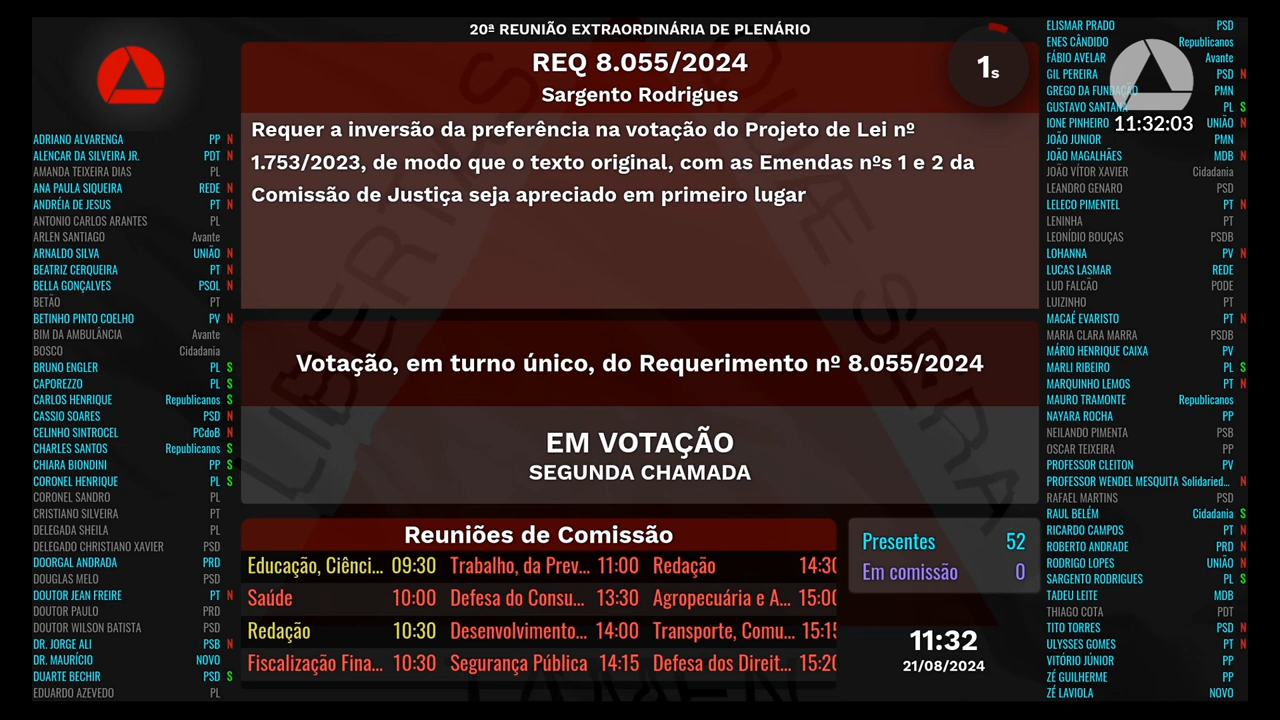 20ª REUNIÃO EXTRAORDINÁRIA DE PLENÁRIO
REQ 8.055/2024
Sargento Rodrigues
1s
Requer a inversão da preferência na votação do Projeto de Lei nº
1.753/2023, de modo que o texto original, com as Emendas nºs 1 e 2 da
Comissão de Justiça seja apreciado em primeiro lugar
Votação, em turno único, do Requerimento nº 8.055/2024
EM VOTAÇÃO
SEGUNDA CHAMADA
Reuniões de Comissão
Educação, Ciênci... 09:30 Trabalho, da Prev... 11:00 Redação 14:30
Saúde 10:00 Defesa do Consu... 13:30 Agropecuária e A... 15:00
Redação 10:30 Desenvolvimento... 14:00 Transporte, Comu... 15:15
Fiscalização Fina... 10:30 Segurança Pública 14:15 Defesa dos Direit... 15:20
Presentes 52
Em comissão 0
11:32
21/08/2024
ADRIANO ALVARENGA PP N
ALENCAR DA SILVEIRA JR. PDT N
AMANDA TEIXEIRA DIAS PL
ANA PAULA SIQUEIRA REDE N
ANDRÉIA DE JESUS PT N
ANTONIO CARLOS ARANTES PL
ARLEN SANTIAGO Avante
ARNALDO SILVA UNIÃO N
BEATRIZ CERQUEIRA PT N
BELLA GONÇALVES PSOL N
BETÃO PT
BETINHO PINTO COELHO PV N
BIM DA AMBULÂNCIA Avante
BOSCO Cidadania
BRUNO ENGLER PL S
CAPOREZZO PL S
CARLOS HENRIQUE Republicanos S
CASSIO SOARES PSD N
CELINHO SINTROCEL PCdoB N
CHARLES SANTOS Republicanos S
CHIARA BIONDINI PP S
CORONEL HENRIQUE PL S
CORONEL SANDRO PL
CRISTIANO SILVEIRA PT
DELEGADA SHEILA PL
DELEGADO CHRISTIANO XAVIER PSD
DOORGAL ANDRADA PRD
DOUGLAS MELO PSD
DOUTOR JEAN FREIRE PT N
DOUTOR PAULO PRD
DOUTOR WILSON BATISTA PSD
DR. JORGE ALI PSB N
DR. MAURÍCIO NOVO
DUARTE BECHIR PSD S
EDUARDO AZEVEDO PL
ELISMAR PRADO PSD
ENES CÂNDIDO Republicanos
FÁBIO AVELAR Avante
GIL PEREIRA PSD N
GREGO DA FUNDAÇÃO PMN
GUSTAVO SANTANA PL S
IONE PINHEIRO 11:32:03 UNIÃO N
JOÃO JUNIOR PMN
JOÃO MAGALHÃES MDB N
JOÃO VÍTOR XAVIER Cidadania
LEANDRO GENARO PSD
LELECO PIMENTEL PT N
LENINHA PT
LEONÍDIO BOUÇAS PSDB
LOHANNA PV N
LUCAS LASMAR REDE
LUD FALCÃO PODE
LUIZINHO PT
MACAÉ EVARISTO PT N
MARIA CLARA MARRA PSDB
MÁRIO HENRIQUE CAIXA PV
MARLI RIBEIRO PL S
MARQUINHO LEMOS PT N
MAURO TRAMONTE Republicanos
NAYARA ROCHA PP
NEILANDO PIMENTA PSB
OSCAR TEIXEIRA PP
PROFESSOR CLEITON PV
PROFESSOR WENDEL MESQUITA Solidaried... N
RAFAEL MARTINS PSD
RAUL BELÉM Cidadania S
RICARDO CAMPOS PT N
ROBERTO ANDRADE PRD N
RODRIGO LOPES UNIÃO N
SARGENTO RODRIGUES PL S
TADEU LEITE MDB
THIAGO COTA PDT
TITO TORRES PSD N
ULYSSES GOMES PT N
VITÓRIO JÚNIOR PP
ZÉ GUILHERME PP
ZÉ LAVIOLA NOVO